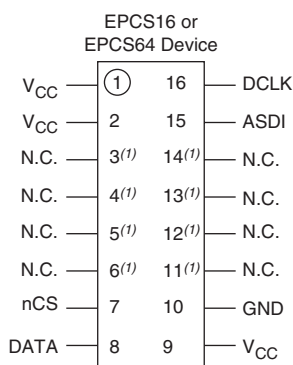 EPCS16 or
EPCS64 Device
VCC 1 16 DCLK
VCC 2 15 ASDI
N.C. 3(1) 14(1) N.C.
N.C. 4(1) 13(1) N.C.
N.C. 5(1) 12(1) N.C.
N.C. 6(1) 11(1) N.C.
nCS 7 10 GND
DATA 8 9 VCC